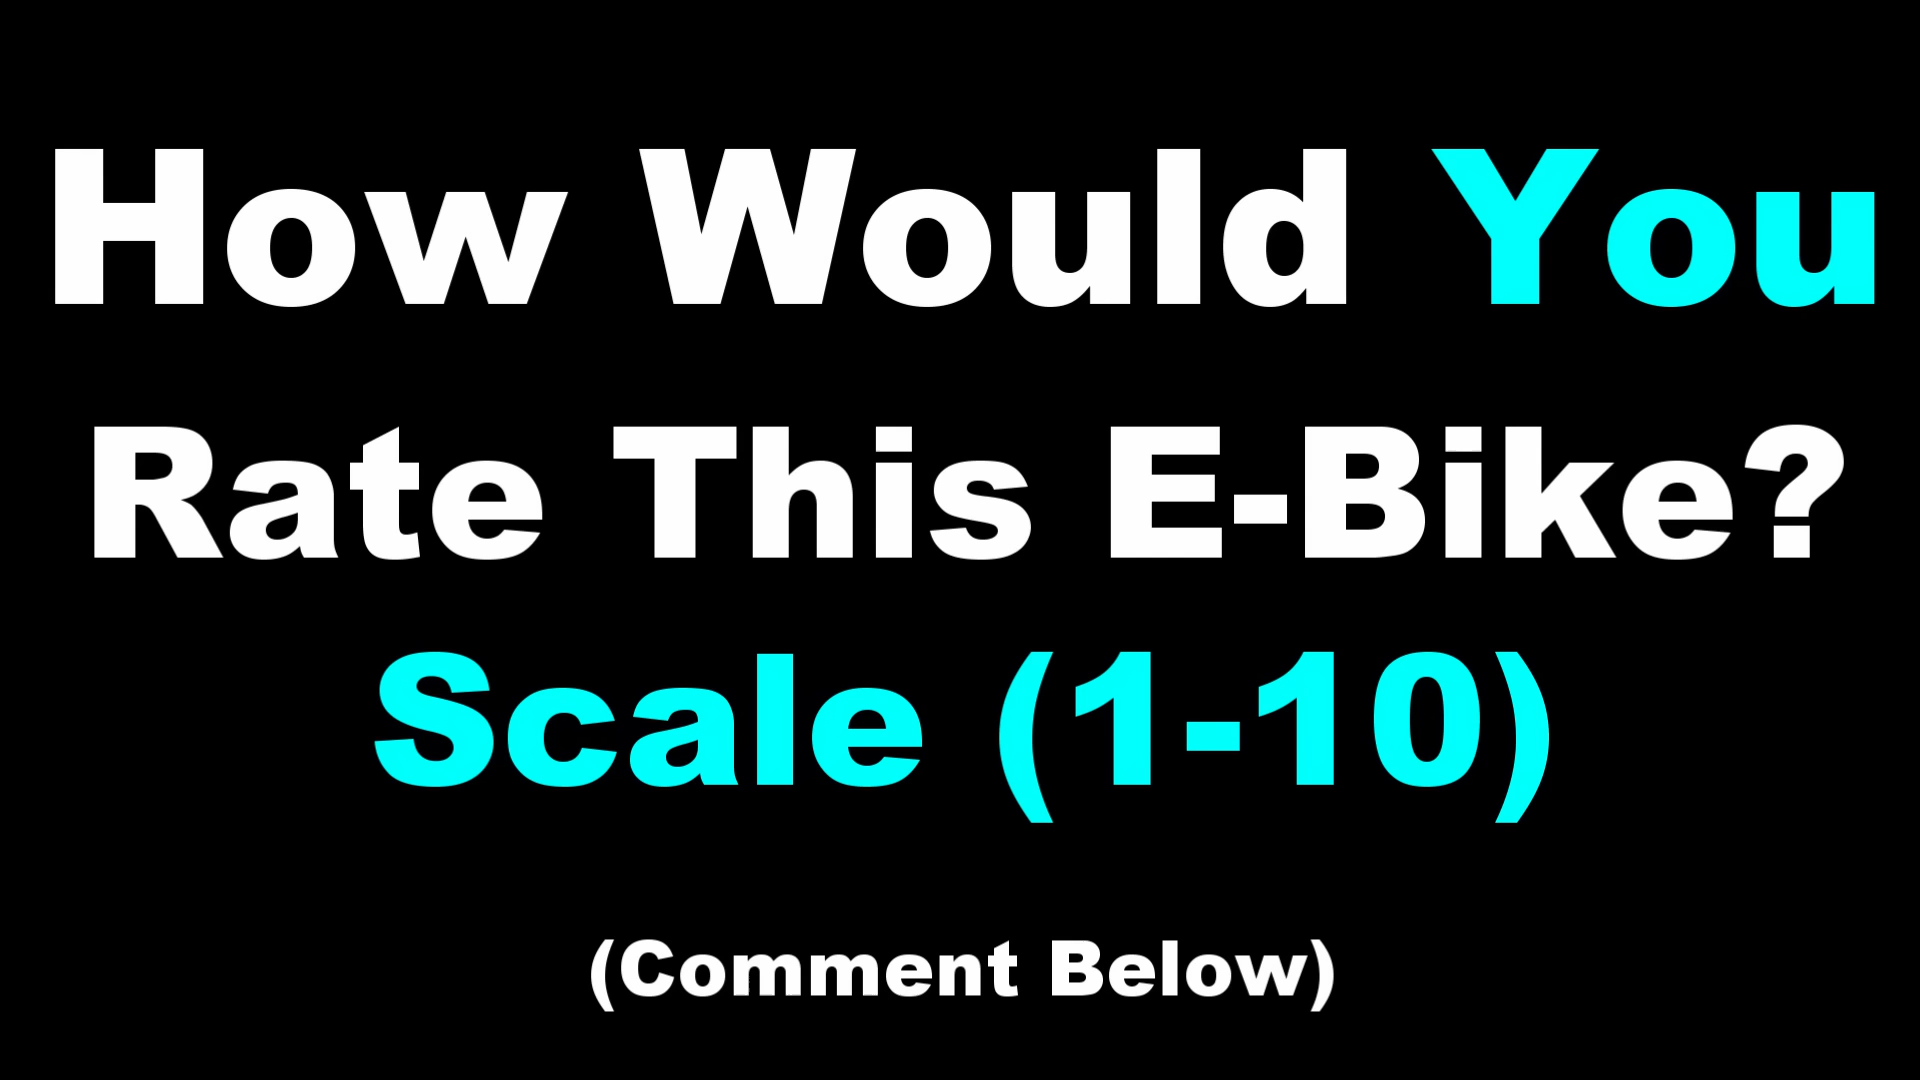 How Would You
Rate This E-Bike?
Scale (1-10)
(Comment Below)